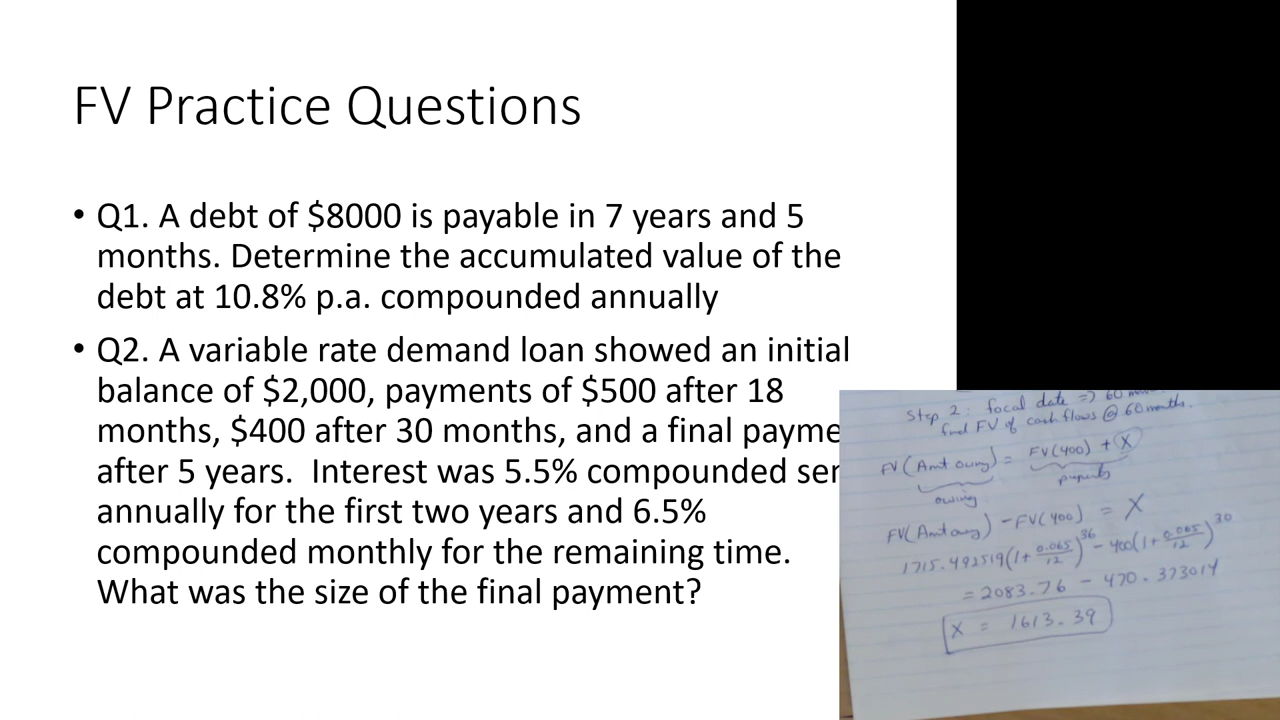 FV Practice Questions
• Q1. A debt of $8000 is payable in 7 years and 5
months. Determine the accumulated value of the
debt at 10.8% p.a. compounded annually
• Q2. A variable rate demand loan showed an initial
balance of $2,000, payments of $500 after 18
months, $400 after 30 months, and a final payme
after 5 years. Interest was 5.5% compounded sem
annually for the first two years and 6.5%
compounded monthly for the remaining time.
What was the size of the final payment?
Step 2: focal date => 60
find FV of cash flows @ 60 months.
FV(Amt owing) = FV(400) + X
owing payments
FV(Amt owing) - FV(400) = X
1715.492519(1+0.065/12)^36 - 400(1+0.065/12)^30
= 2083.76 - 470.373014
X = 1613.39